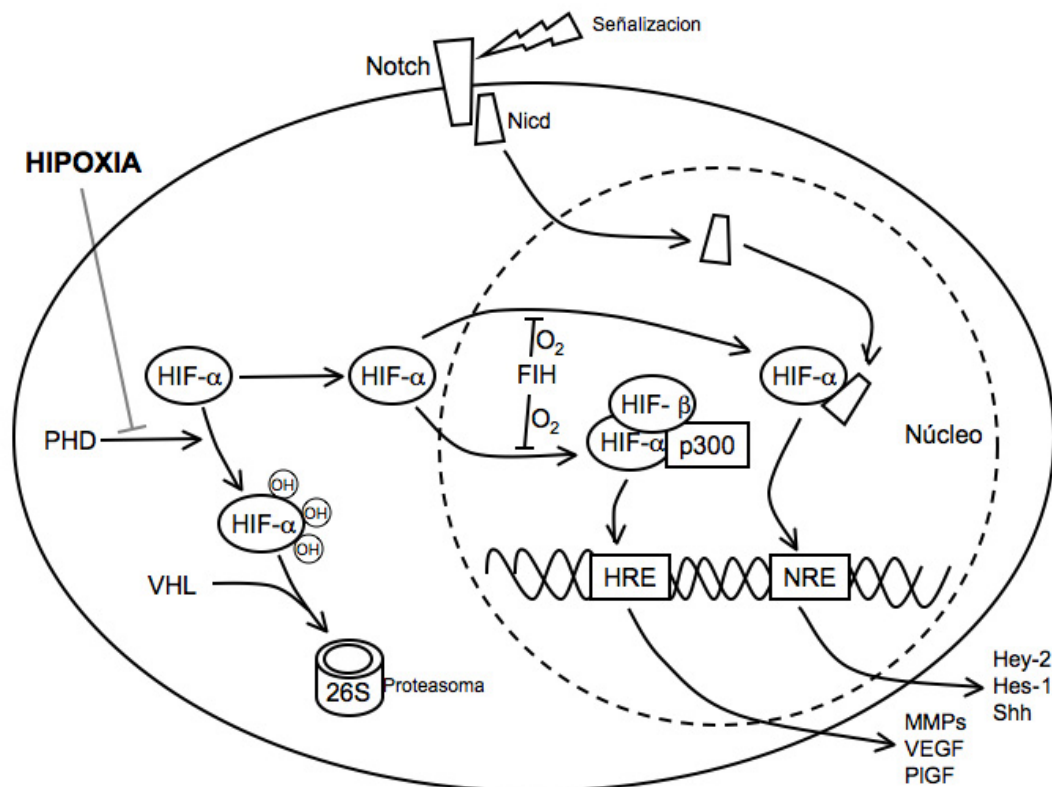 Señalizacion
Notch
Nicd
HIPOXIA
HIF-α
HIF-α
O₂
FIH
O₂
HIF-α
HIF- β
HIF-α
p300
Núcleo
PHD
OH
HIF-α
OH
OH
VHL
HRE
NRE
26S
Proteasoma
Hey-2
Hes-1
Shh
MMPs
VEGF
PlGF